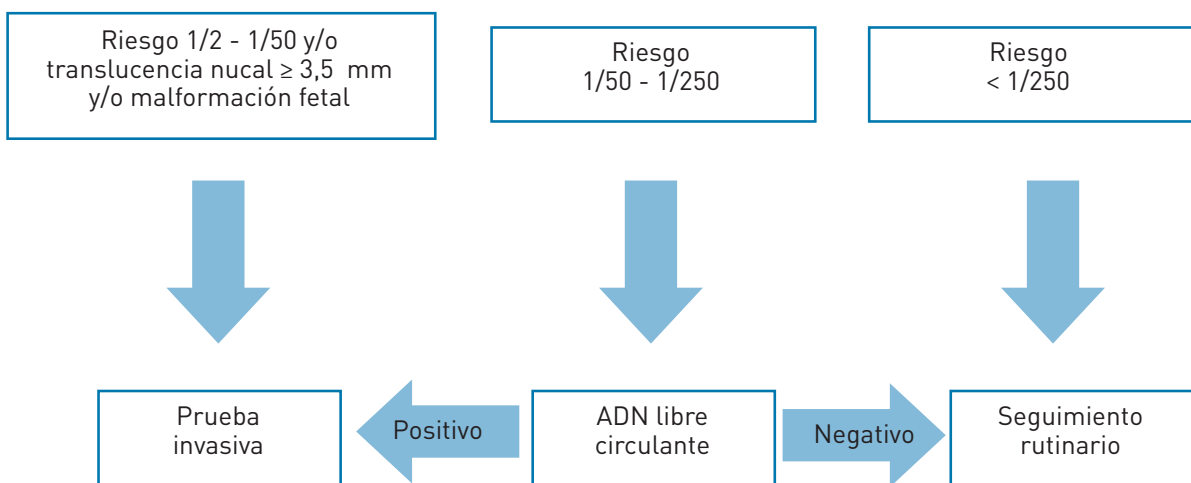 Riesgo 1/2 - 1/50 y/o
translucencia nucal ≥ 3,5 mm
y/o malformación fetal
Riesgo
1/50 - 1/250
Riesgo
< 1/250
Prueba
invasiva
Positivo
ADN libre
circulante
Negativo
Seguimiento
rutinario